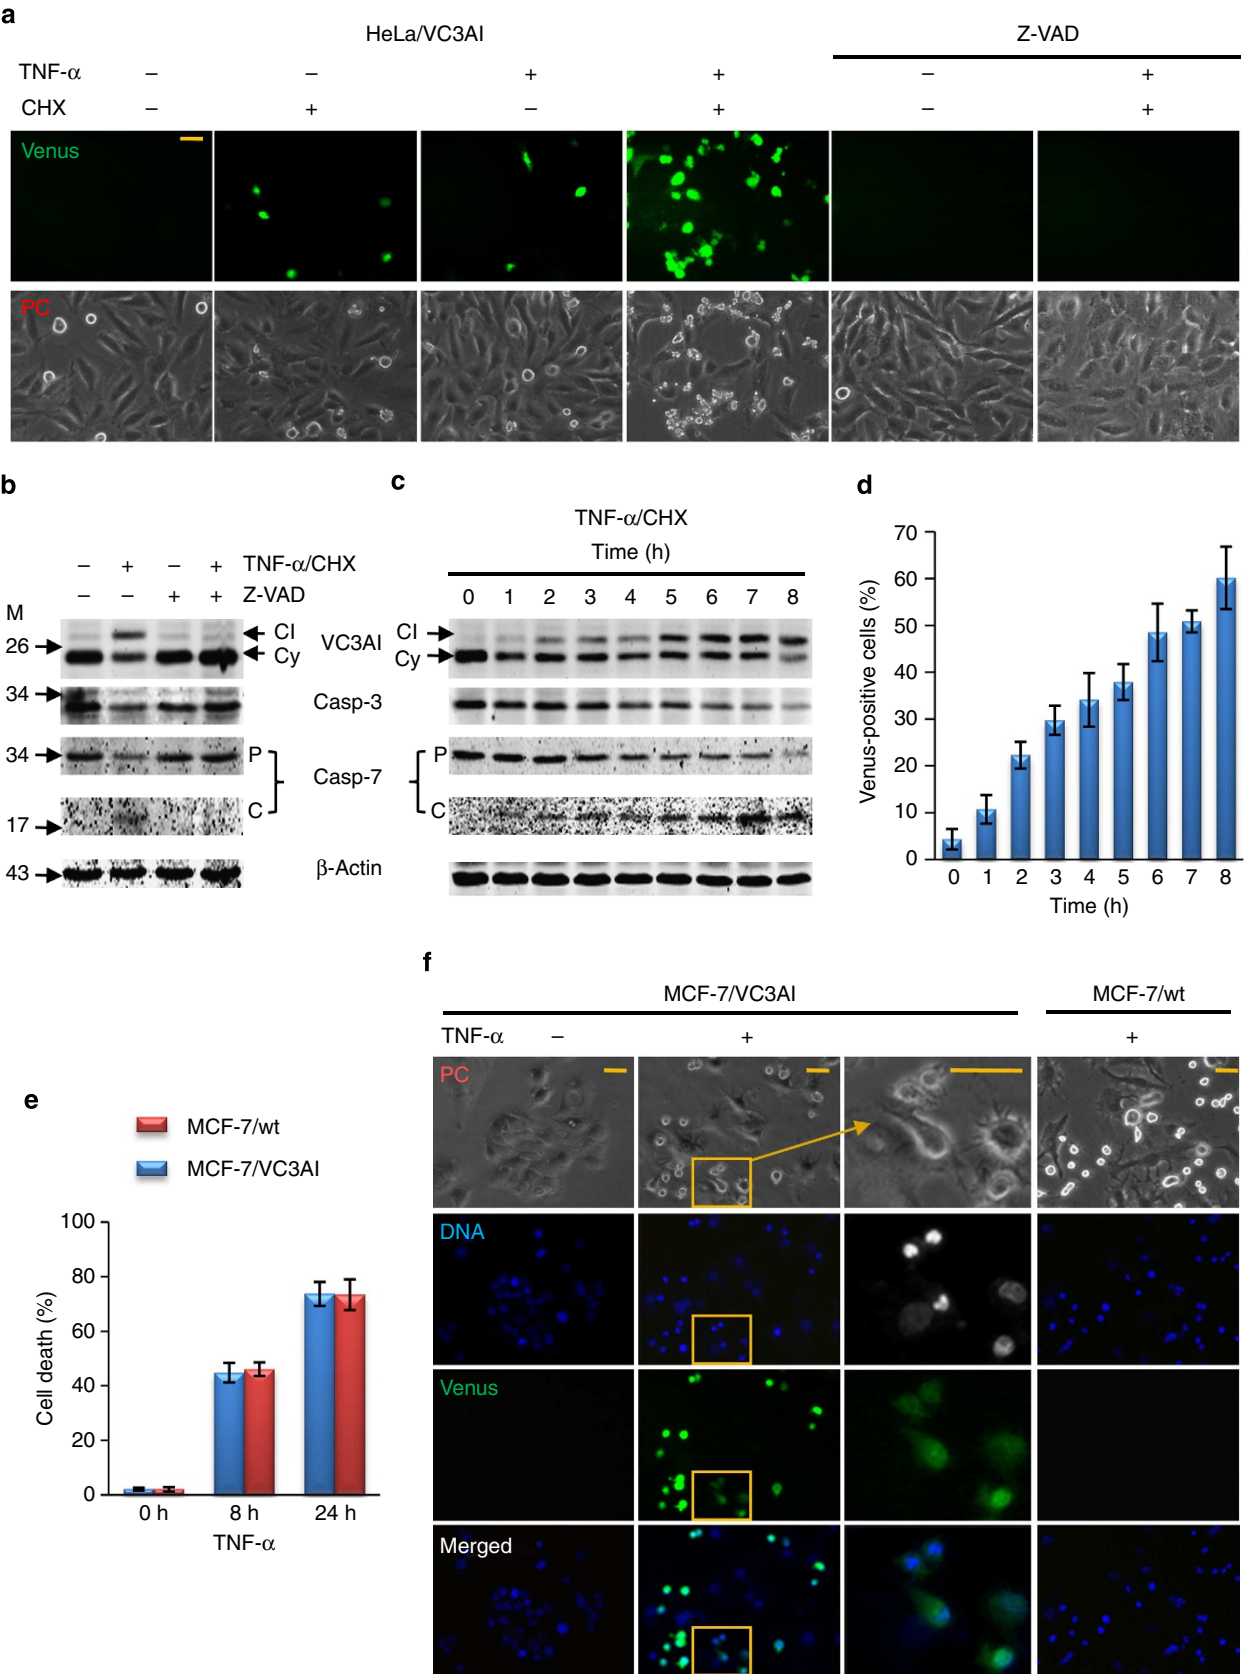 a
HeLa/VC3AI
Z-VAD
TNF-α – – + + – +
CHX – + – + – +
Venus
PC
b
– + – + TNF-α/CHX
– – + + Z-VAD
M
26
Cl
Cy
VC3AI
34
Casp-3
34
P
Casp-7
C
17
43
β-Actin
c
TNF-α/CHX
Time (h)
0 1 2 3 4 5 6 7 8
Cl
Cy
P
C
d
Venus-positive cells (%)
70
60
50
40
30
20
10
0
0 1 2 3 4 5 6 7 8
Time (h)
e
MCF-7/wt
MCF-7/VC3AI
Cell death (%)
100
80
60
40
20
0
0 h 8 h 24 h
TNF-α
f
MCF-7/VC3AI
MCF-7/wt
TNF-α – + +
PC
DNA
Venus
Merged